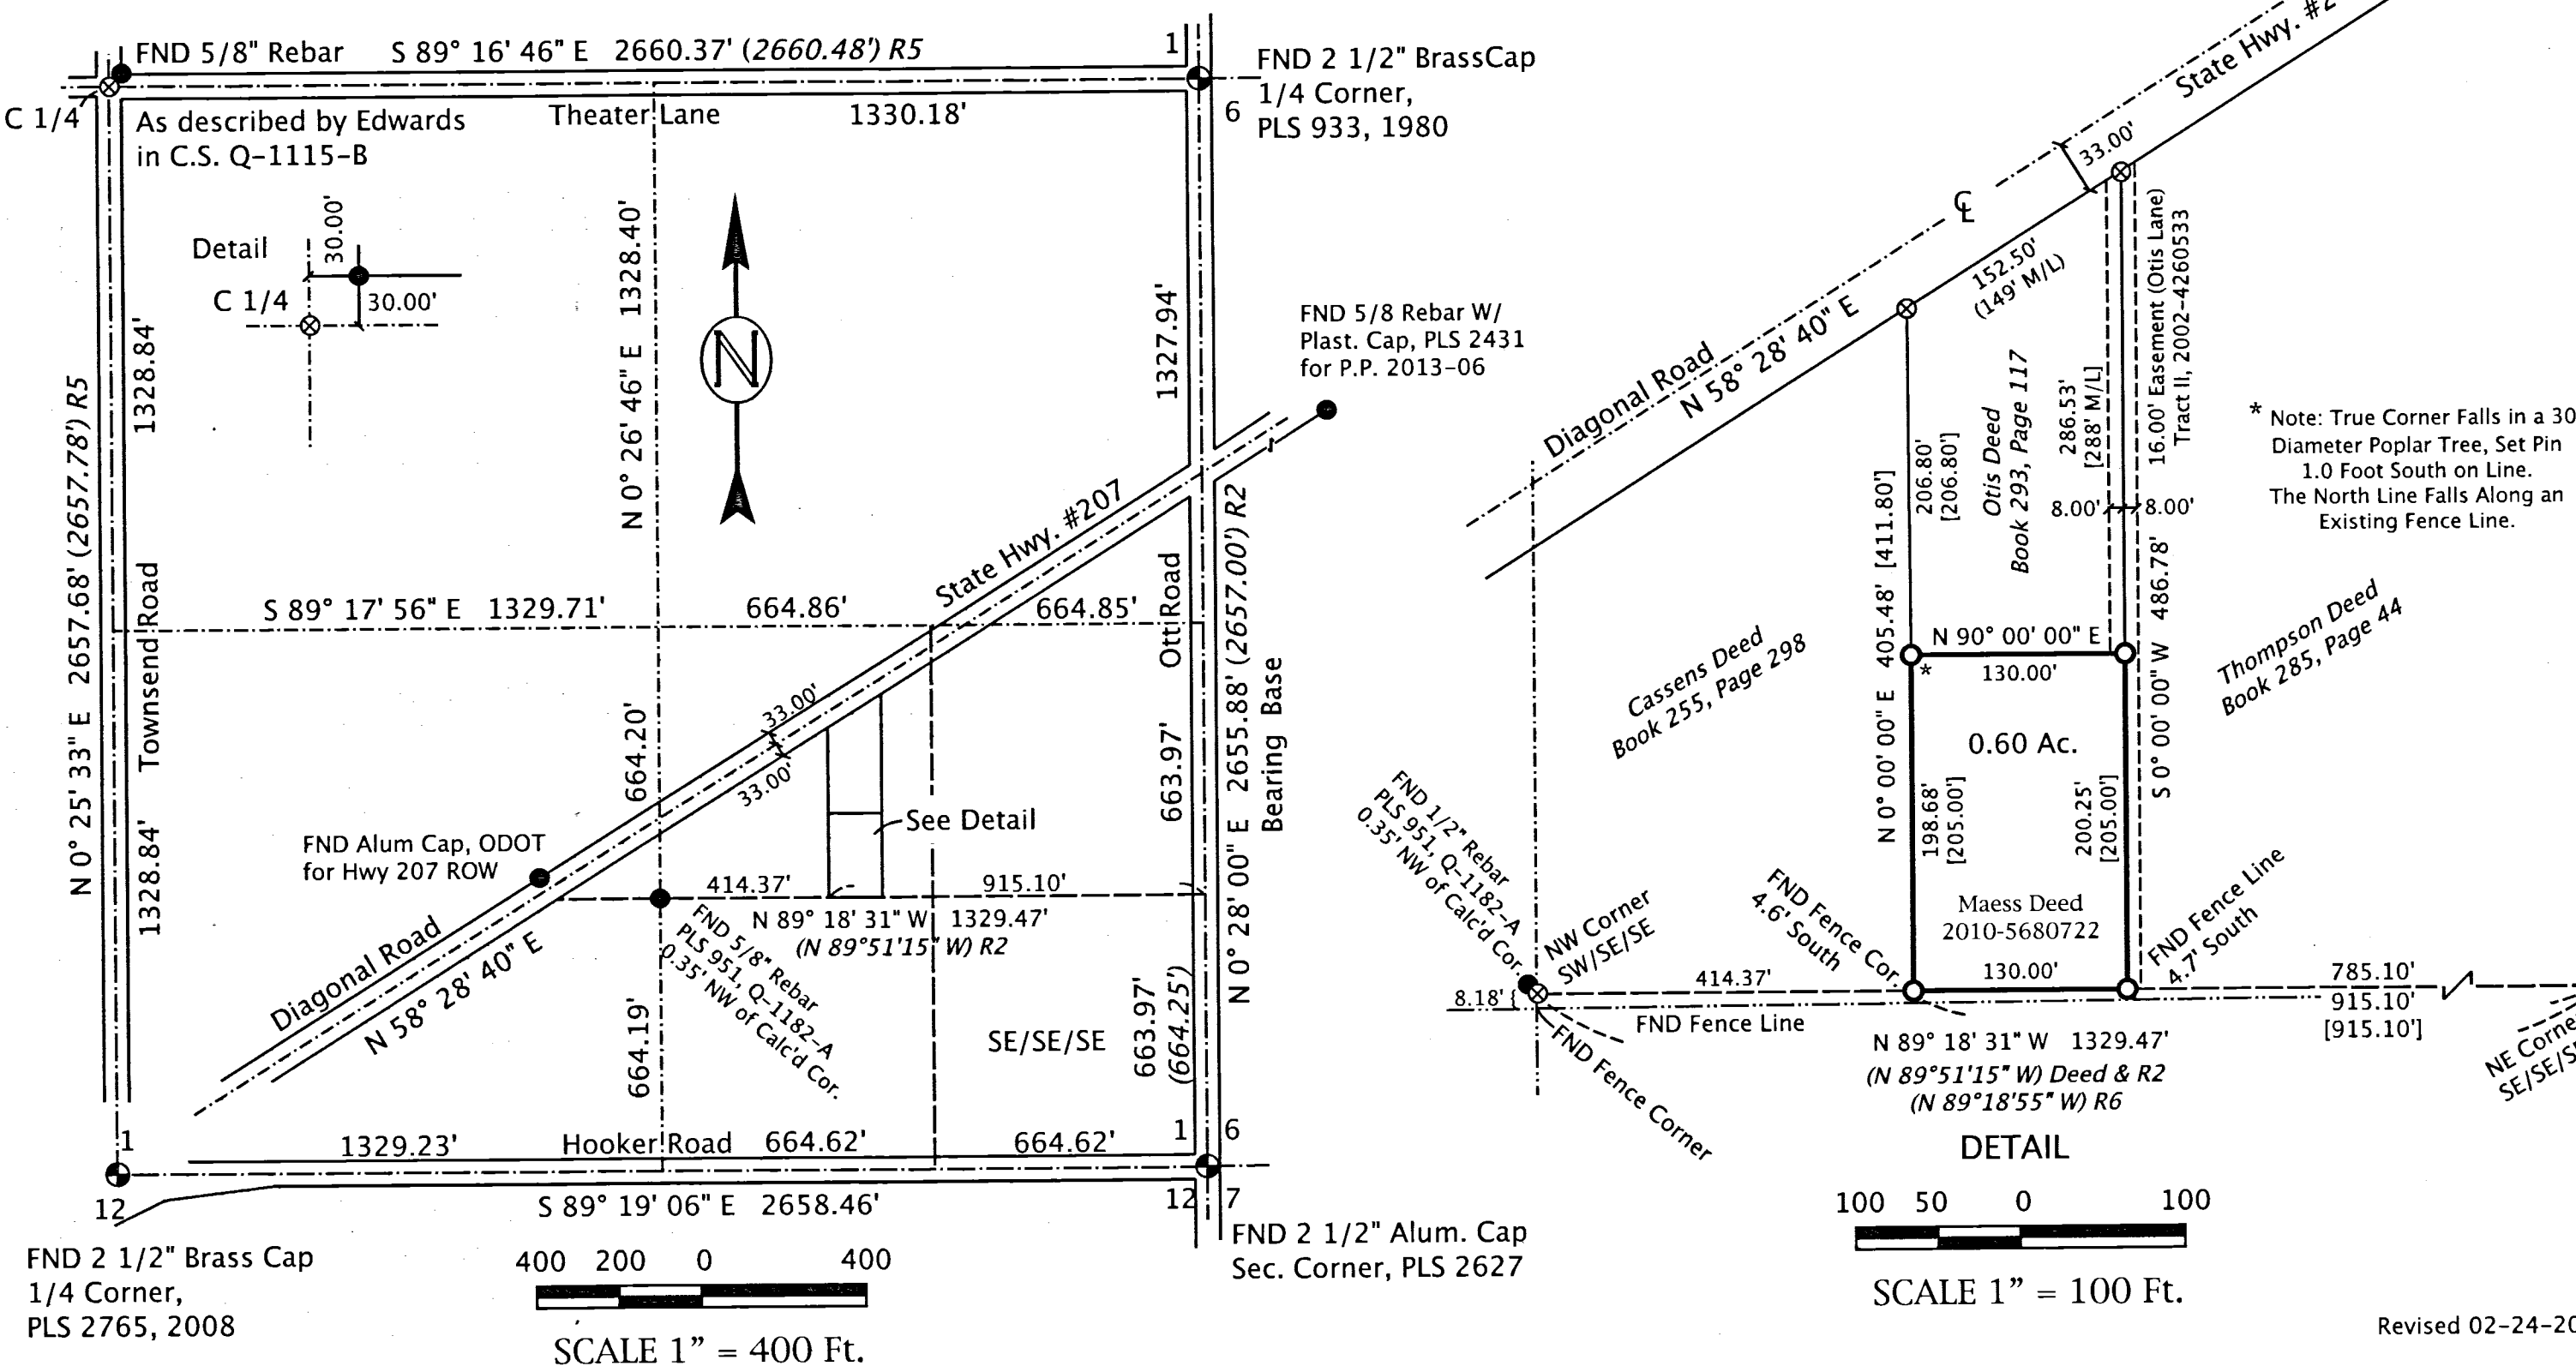 FND 5/8" Rebar
S 89° 16' 46" E 2660.37' (2660.48') R5
1
FND 2 1/2" BrassCap
1/4 Corner,
PLS 933, 1980
6
C 1/4
As described by Edwards
in C.S. Q-1115-B
Theater Lane
1330.18'
Detail
30.00'
C 1/4
30.00'
1328.84'
N 0° 25' 33" E 2657.68' (2657.78') R5
Townsend Road
1328.84'
N 0° 26' 46" E 1328.40'
N
1327.94'
FND 5/8 Rebar W/
Plast. Cap, PLS 2431
for P.P. 2013-06
State Hwy. #207
S 89° 17' 56" E 1329.71'
664.86'
664.85'
Otti Road
N 0° 28' 00" E 2655.88' (2657.00') R2
Bearing Base
664.20'
33.00'
33.00'
663.97'
See Detail
FND Alum Cap, ODOT
for Hwy 207 ROW
414.37'
915.10'
N 89° 18' 31" W 1329.47'
(N 89°51'15" W) R2
FND 5/8" Rebar
PLS 951, Q-1182-A
0.35' NW of Calc'd Cor.
Diagonal Road
N 58° 28' 40" E
664.19'
SE/SE/SE
663.97'
(664.25')
1
1329.23'
Hooker Road
664.62'
664.62'
1
6
12
S 89° 19' 06" E 2658.46'
12
7
FND 2 1/2" Brass Cap
1/4 Corner,
PLS 2765, 2008
400 200 0 400
SCALE 1" = 400 Ft.
FND 2 1/2" Alum. Cap
Sec. Corner, PLS 2627
State Hwy. #2
33.00'
CL
152.50'
(149' M/L)
Diagonal Road
N 58° 28' 40" E
16.00' Easement (Otis Lane)
Tract II, 2002-4260533
286.53'
[288' M/L]
Otis Deed
Book 293, Page 117
206.80'
[206.80']
8.00'
8.00'
* Note: True Corner Falls in a 30
Diameter Poplar Tree, Set Pin
1.0 Foot South on Line.
The North Line Falls Along an
Existing Fence Line.
N 0° 00' 00" E 405.48' [411.80']
S 0° 00' 00" W 486.78'
N 90° 00' 00" E
*
130.00'
Cassens Deed
Book 255, Page 298
Thompson Deed
Book 285, Page 44
0.60 Ac.
198.68'
[205.00']
200.25'
[205.00']
Maess Deed
2010-5680722
130.00'
FND 1/2" Rebar
PLS 951, Q-1182-A
0.35' NW of Calc'd Cor.
NW Corner
SW/SE/SE
FND Fence Cor.
4.6' South
FND Fence Line
4.7' South
8.18' {
414.37'
FND Fence Line
FND Fence Corner
785.10'
915.10'
[915.10']
NE Corne
SE/SE/S
N 89° 18' 31" W 1329.47'
(N 89°51'15" W) Deed & R2
(N 89°18'55" W) R6
DETAIL
100 50 0 100
SCALE 1" = 100 Ft.
Revised 02-24-20